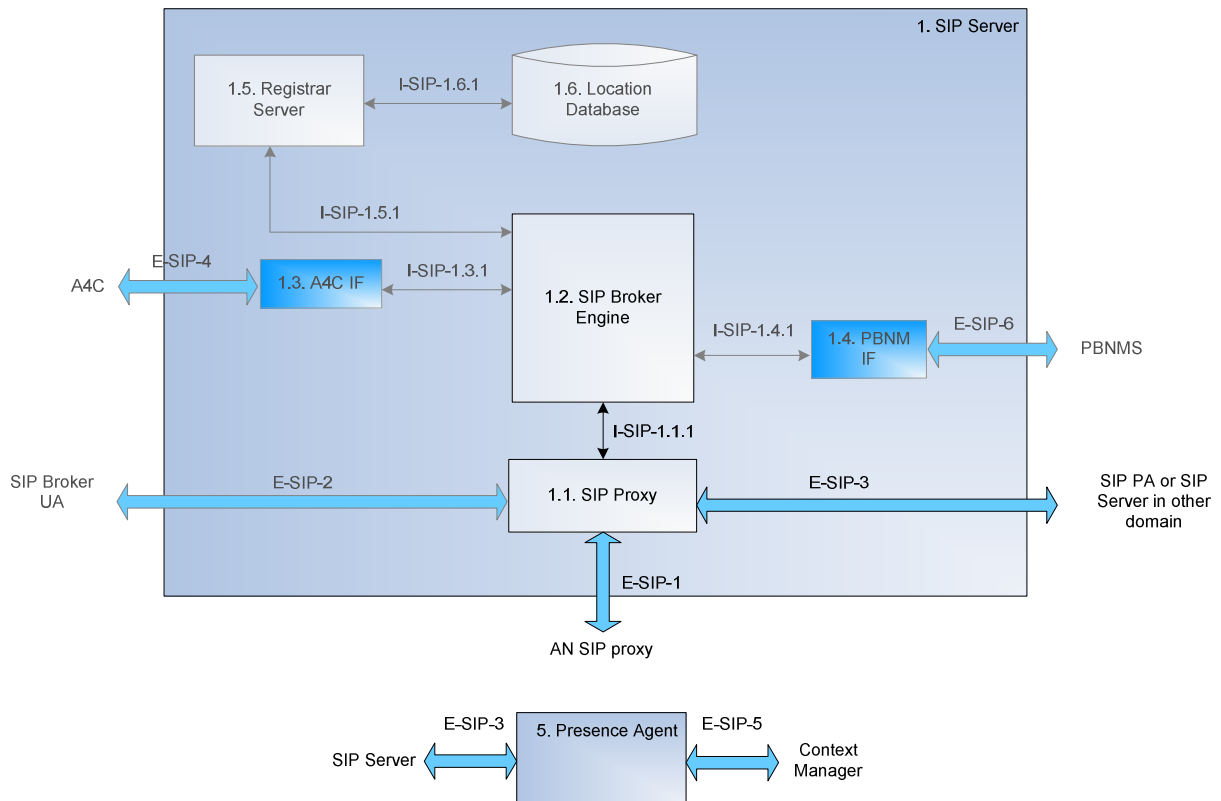 1. SIP Server
1.5. Registrar
Server
I-SIP-1.6.1
1.6. Location
Database
I-SIP-1.5.1
E-SIP-4
A4C
1.3. A4C IF
I-SIP-1.3.1
1.2. SIP Broker
Engine
I-SIP-1.4.1
1.4. PBNM
IF
E-SIP-6
PBNMS
I-SIP-1.1.1
SIP Broker
UA
E-SIP-2
1.1. SIP Proxy
E-SIP-3
SIP PA or SIP
Server in other
domain
E-SIP-1
AN SIP proxy
E-SIP-3
SIP Server
5. Presence Agent
E-SIP-5
Context
Manager